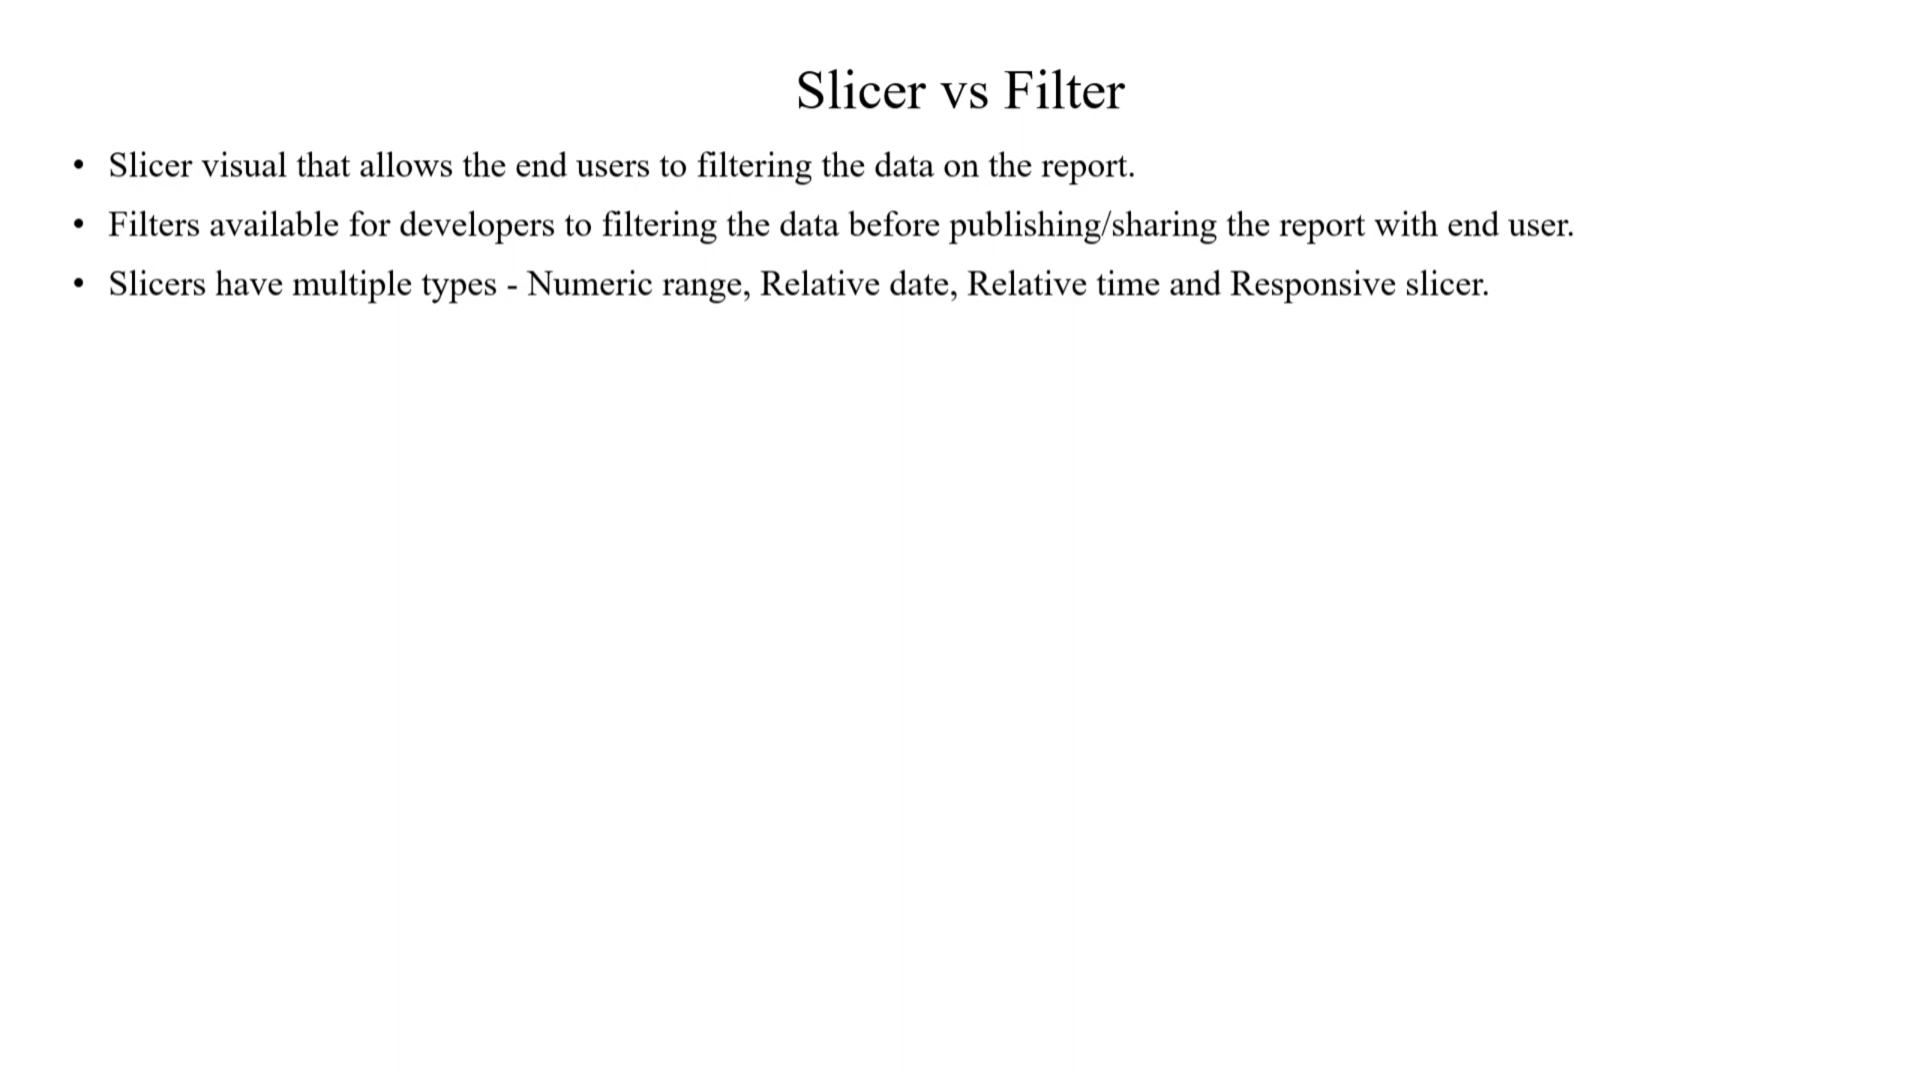 Slicer vs Filter
• Slicer visual that allows the end users to filtering the data on the report.
• Filters available for developers to filtering the data before publishing/sharing the report with end user.
• Slicers have multiple types - Numeric range, Relative date, Relative time and Responsive slicer.